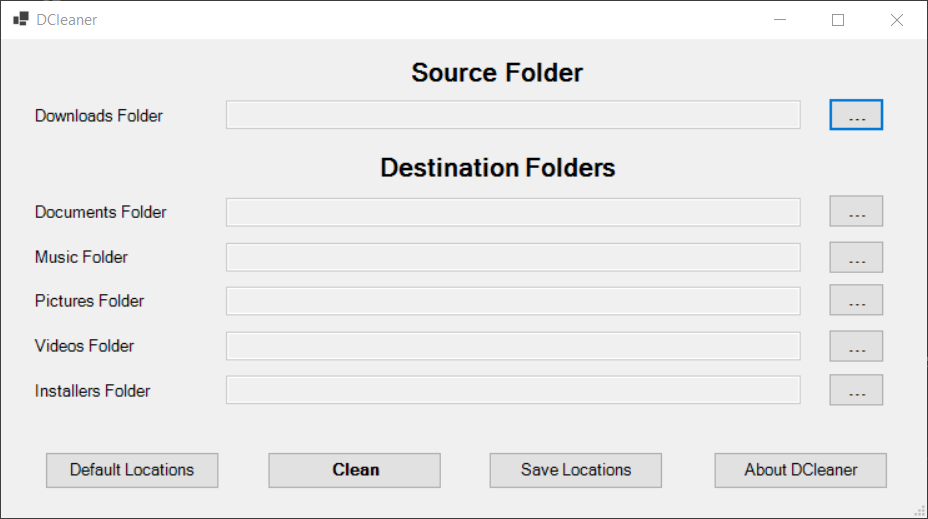 DCleaner
Source Folder
Downloads Folder ...
Destination Folders
Documents Folder ...
Music Folder ...
Pictures Folder ...
Videos Folder ...
Installers Folder ...
Default Locations Clean Save Locations About DCleaner